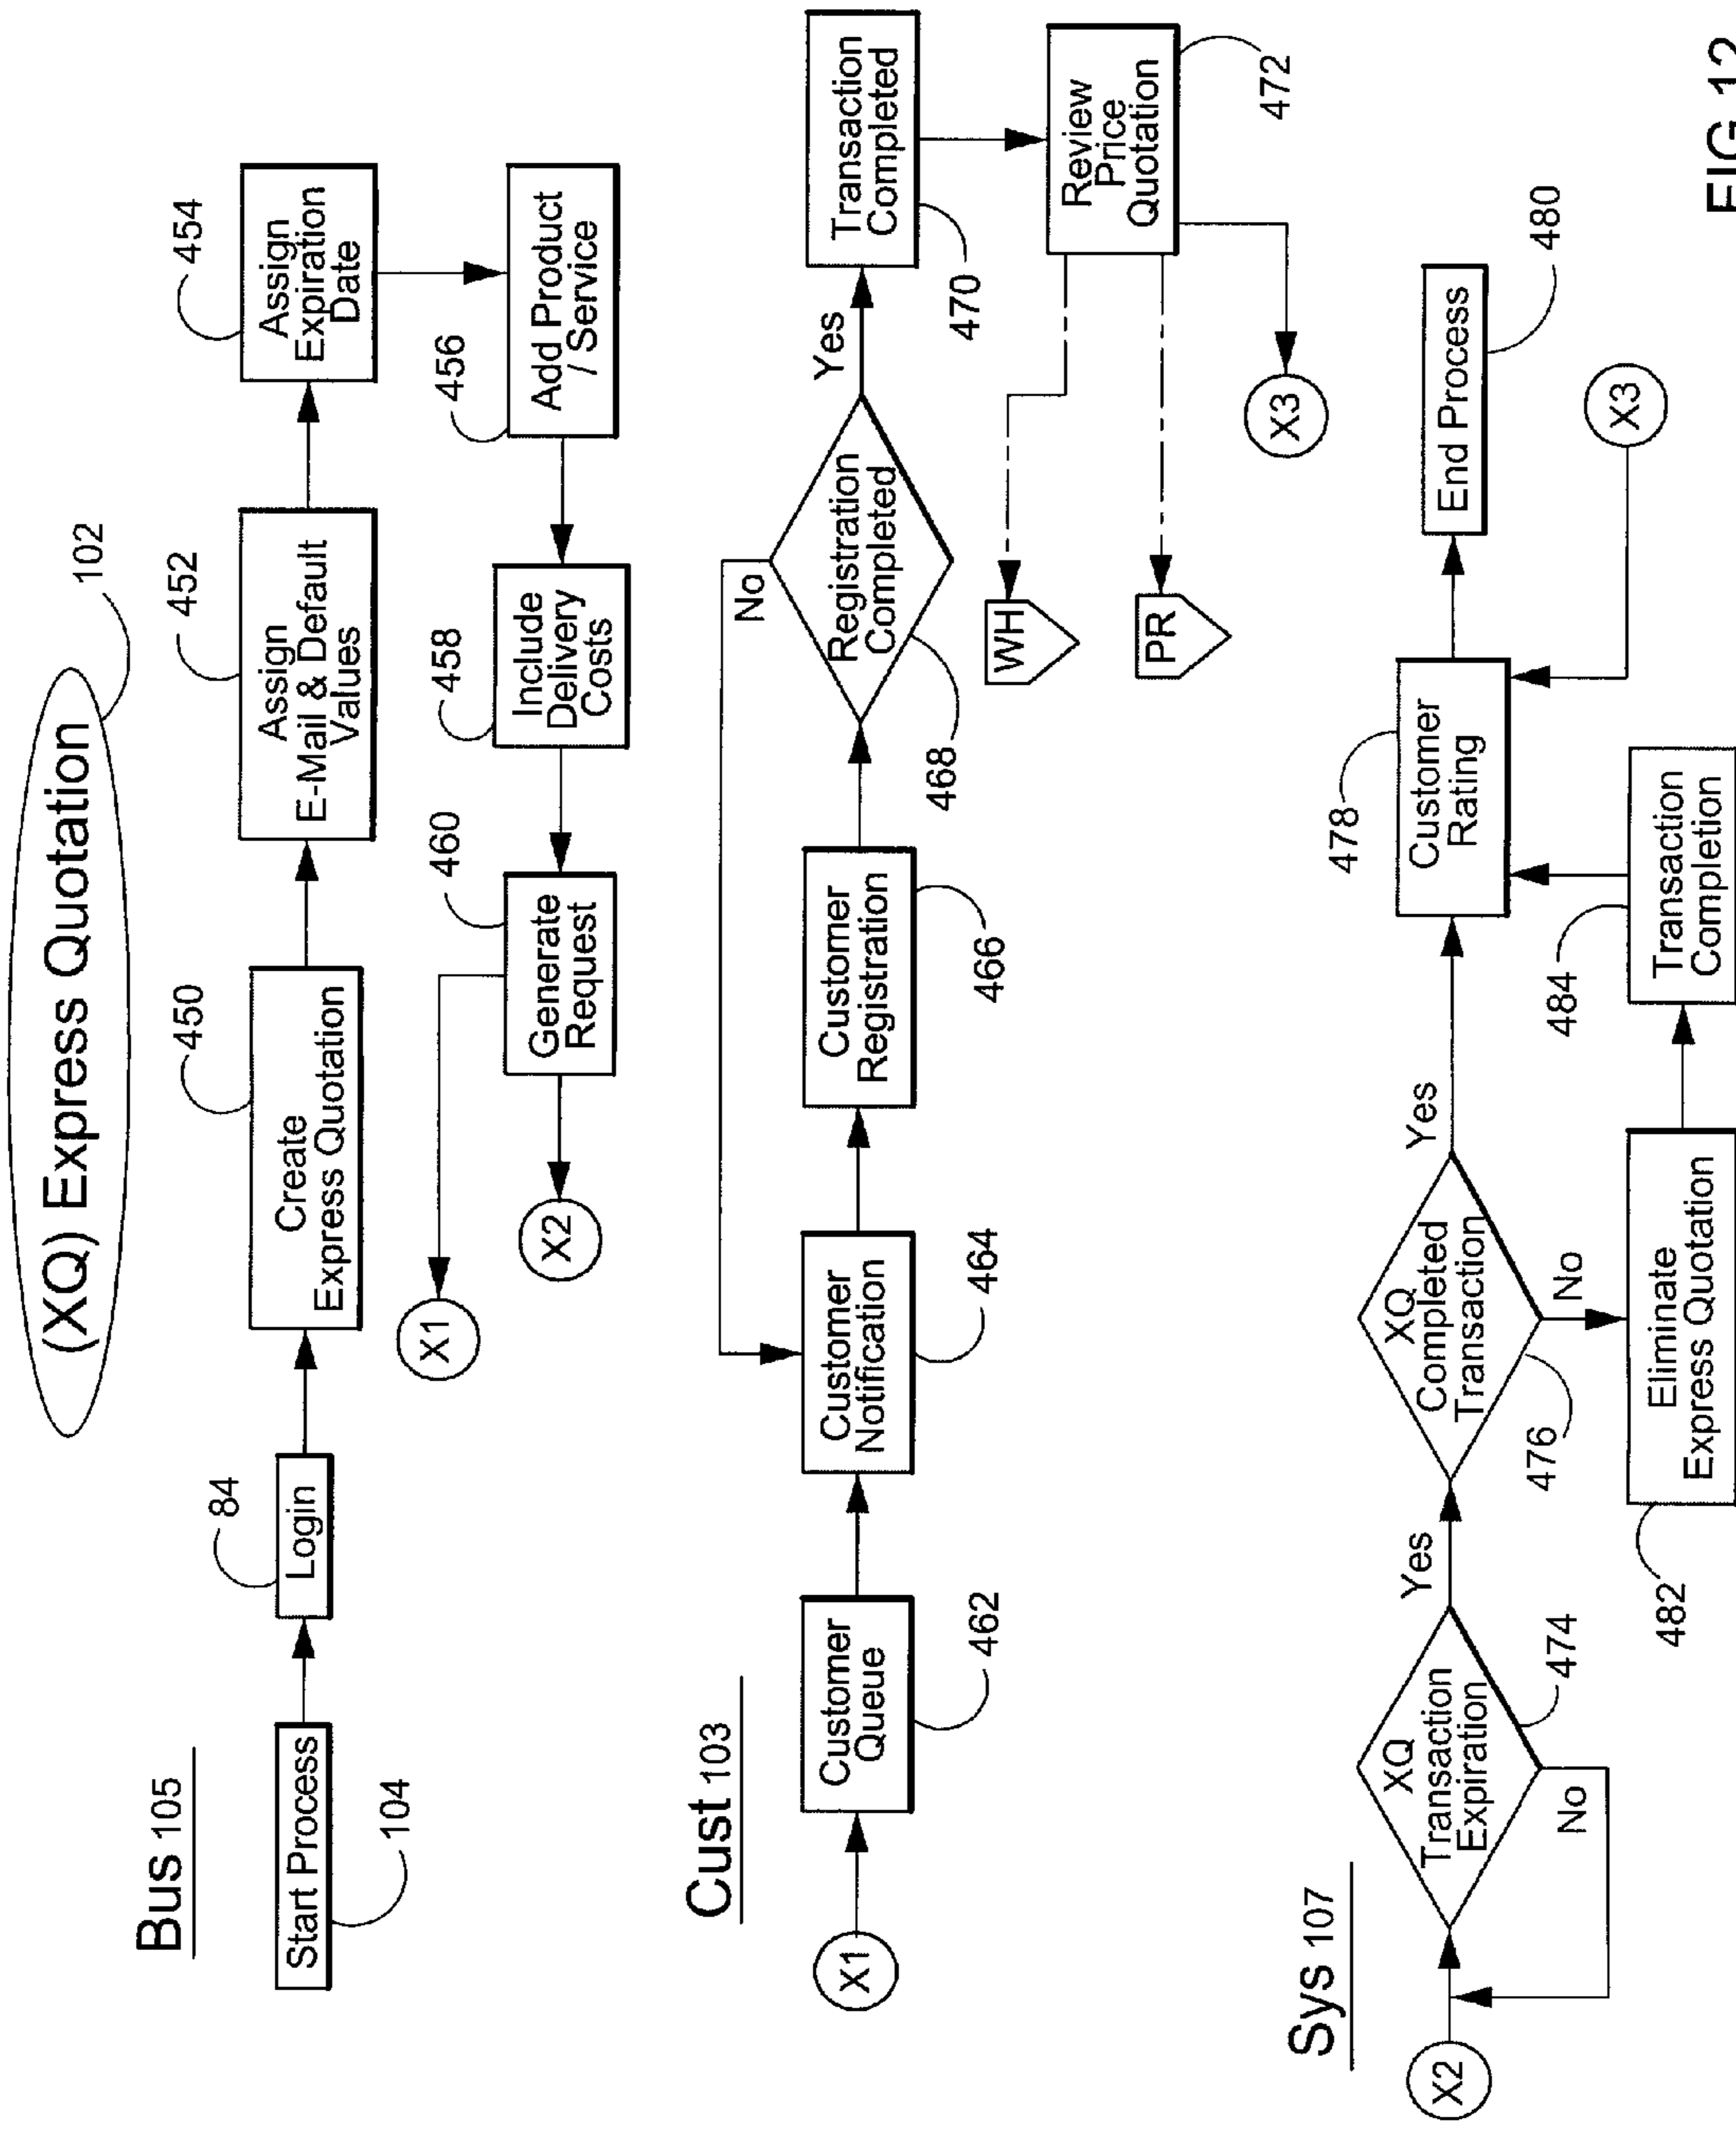 (XQ) Express Quotation
102
Bus 105
Start Process
104
Login
84
Create
Express Quotation
450
Assign
E-Mail & Default
Values
452
Assign
Expiration
Date
454
Add Product
/ Service
456
Include
Delivery
Costs
458
Generate
Request
460
X1
X2
Cust 103
X1
Customer
Queue
462
Customer
Notification
464
Customer
Registration
466
Registration
Completed
468
No
Yes
Transaction
Completed
470
Review
Price
Quotation
472
WH
PR
X3
Sys 107
X2
XQ
Transaction
Expiration
474
No
Yes
XQ
Completed
Transaction
476
Yes
No
Customer
Rating
478
End Process
480
X3
Eliminate
Express Quotation
482
Transaction
Completion
484
FIG 12